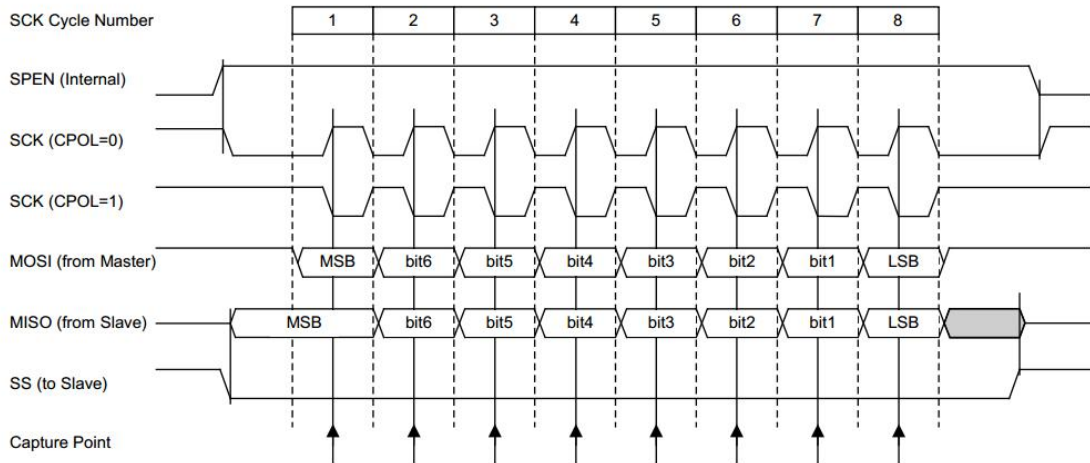 SCK Cycle Number 1 2 3 4 5 6 7 8
SPEN (Internal)
SCK (CPOL=0)
SCK (CPOL=1)
MOSI (from Master) MSB bit6 bit5 bit4 bit3 bit2 bit1 LSB
MISO (from Slave) MSB bit6 bit5 bit4 bit3 bit2 bit1 LSB
SS (to Slave)
Capture Point